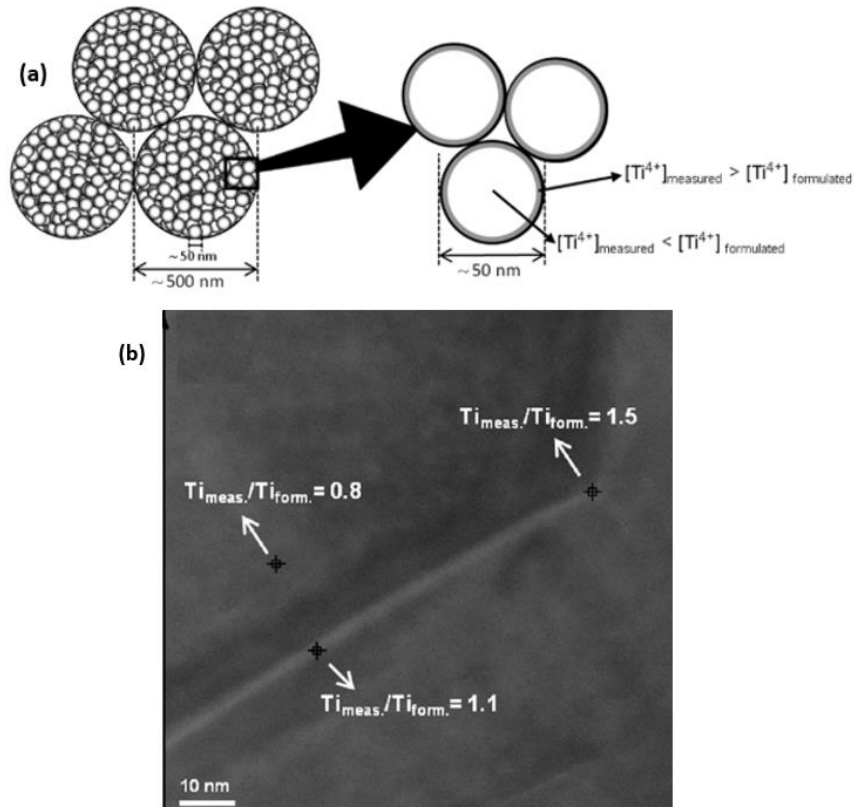 (a)
~50 nm
~500 nm
[Ti⁴⁺]measured > [Ti⁴⁺] formulated
[Ti⁴⁺]measured < [Ti⁴⁺] formulated
~50 nm
(b)
Timeas./Tiform.= 1.5
Timeas./Tiform.= 0.8
Timeas./Tiform.= 1.1
10 nm